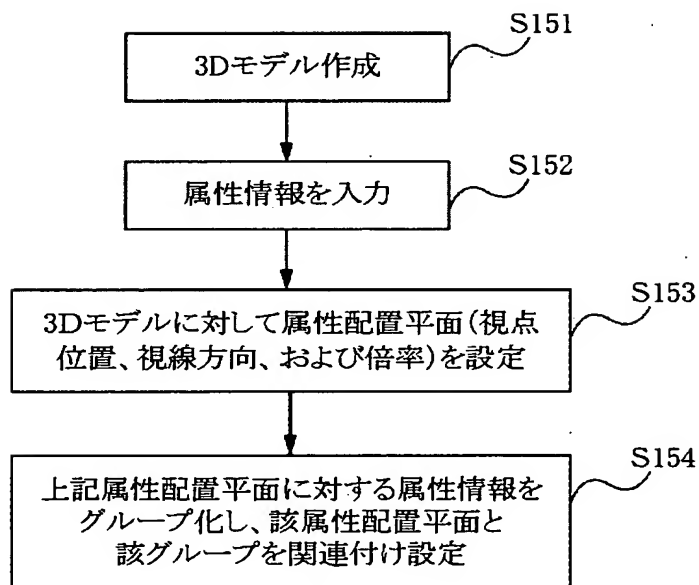 S151
3Dモデル作成
S152
属性情報を入力
S153
3Dモデルに対して属性配置平面(視点
位置、視線方向、および倍率)を設定
S154
上記属性配置平面に対する属性情報を
グループ化し、該属性配置平面と
該グループを関連付け設定